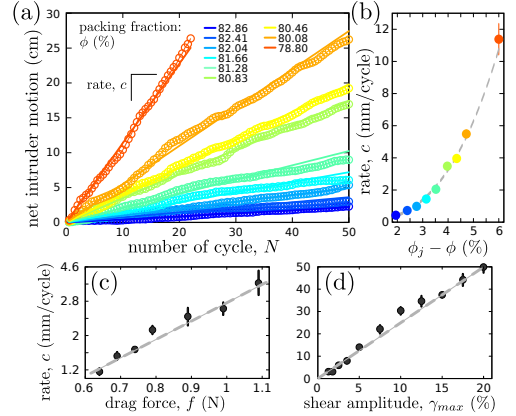 (a)
net intruder motion (cm)
30
25
20
15
10
5
0
packing fraction:
ϕ (%)
rate, c
82.86
82.41
82.04
81.66
81.28
80.83
80.46
80.08
78.80
0 10 20 30 40 50
number of cycle, N
(b)
rate, c (mm/cycle)
12
10
8
6
4
2
0
2 3 4 5 6
ϕj − ϕ (%)
(c)
rate, c (mm/cycle)
4.6
2.8
2
1.2
0.6 0.7 0.8 0.9 1 1.1
drag force, f (N)
(d)
50
40
30
20
10
0
0 5 10 15 20
shear amplitude, γmax (%)